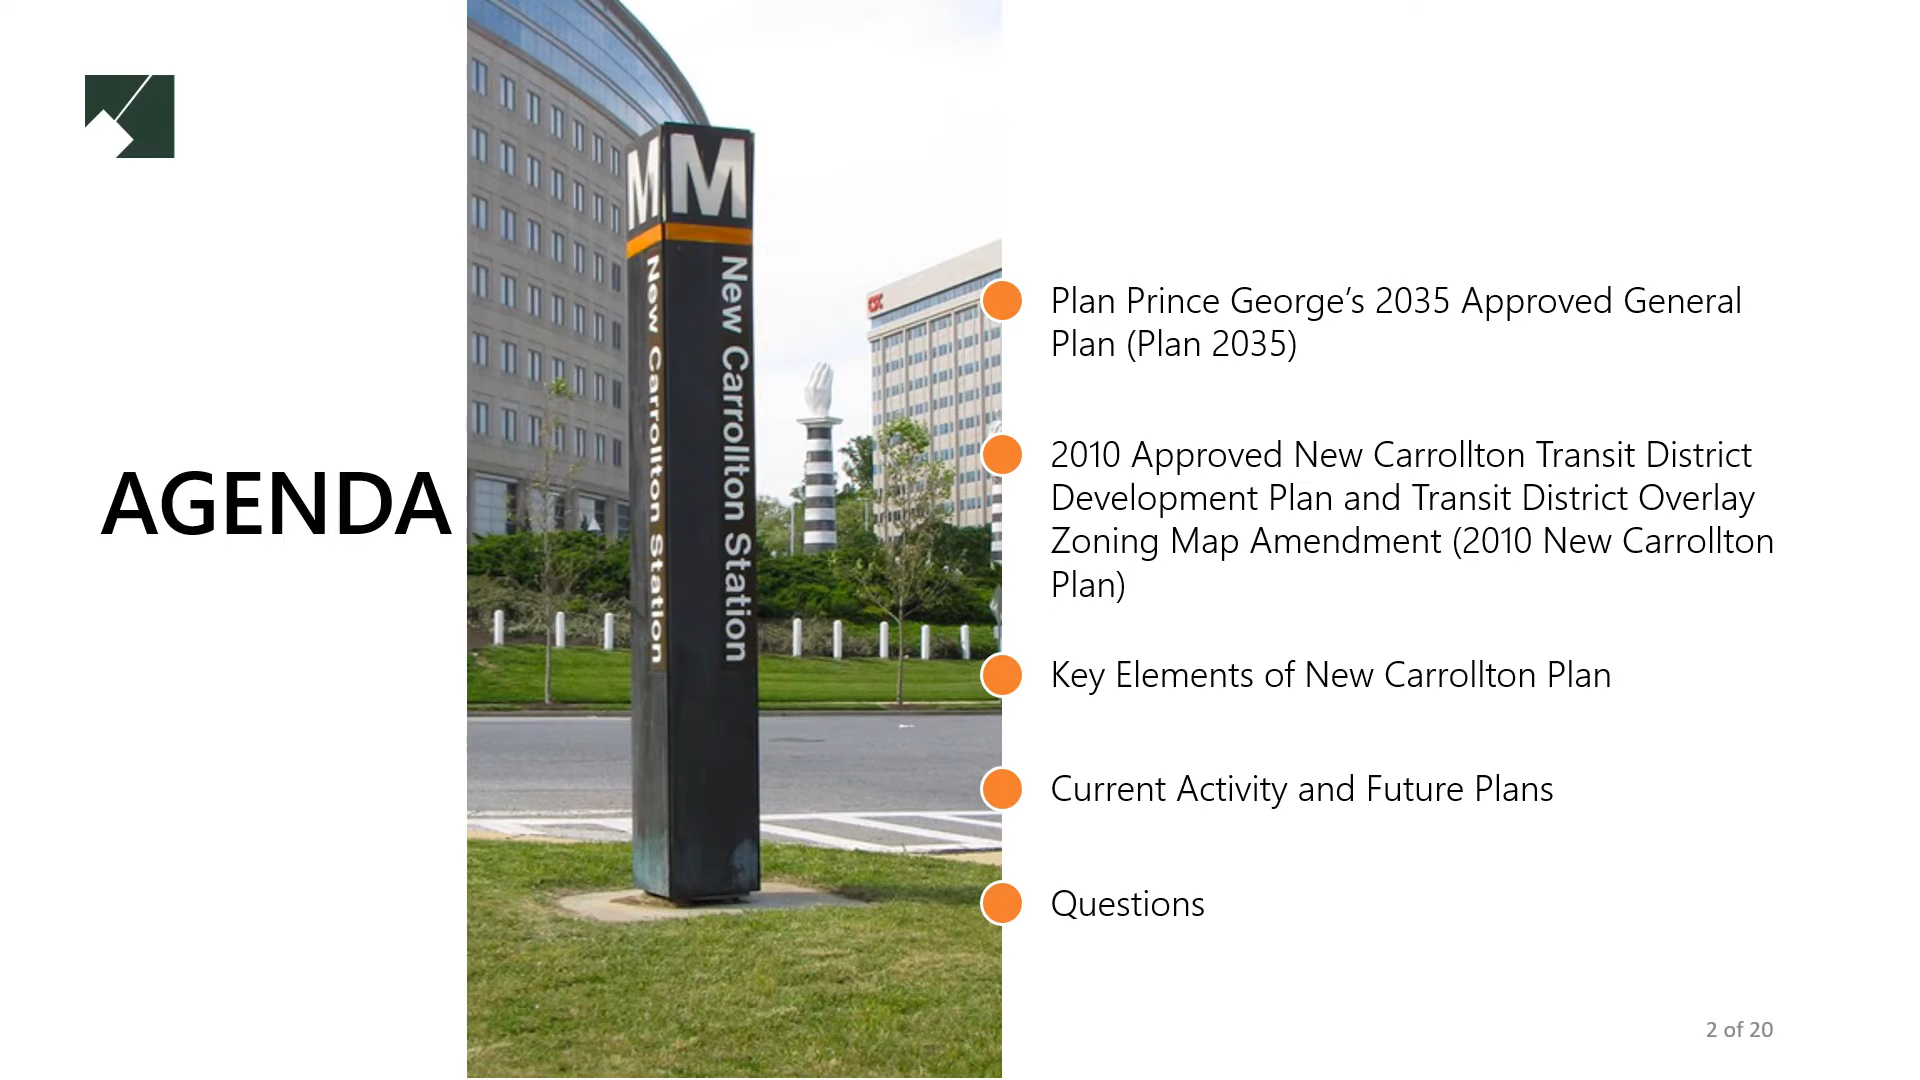 AGENDA
M M
New Carrollton Station
New Carrollton Station
CSC
Plan Prince George’s 2035 Approved General
Plan (Plan 2035)
2010 Approved New Carrollton Transit District
Development Plan and Transit District Overlay
Zoning Map Amendment (2010 New Carrollton
Plan)
Key Elements of New Carrollton Plan
Current Activity and Future Plans
Questions
2 of 20